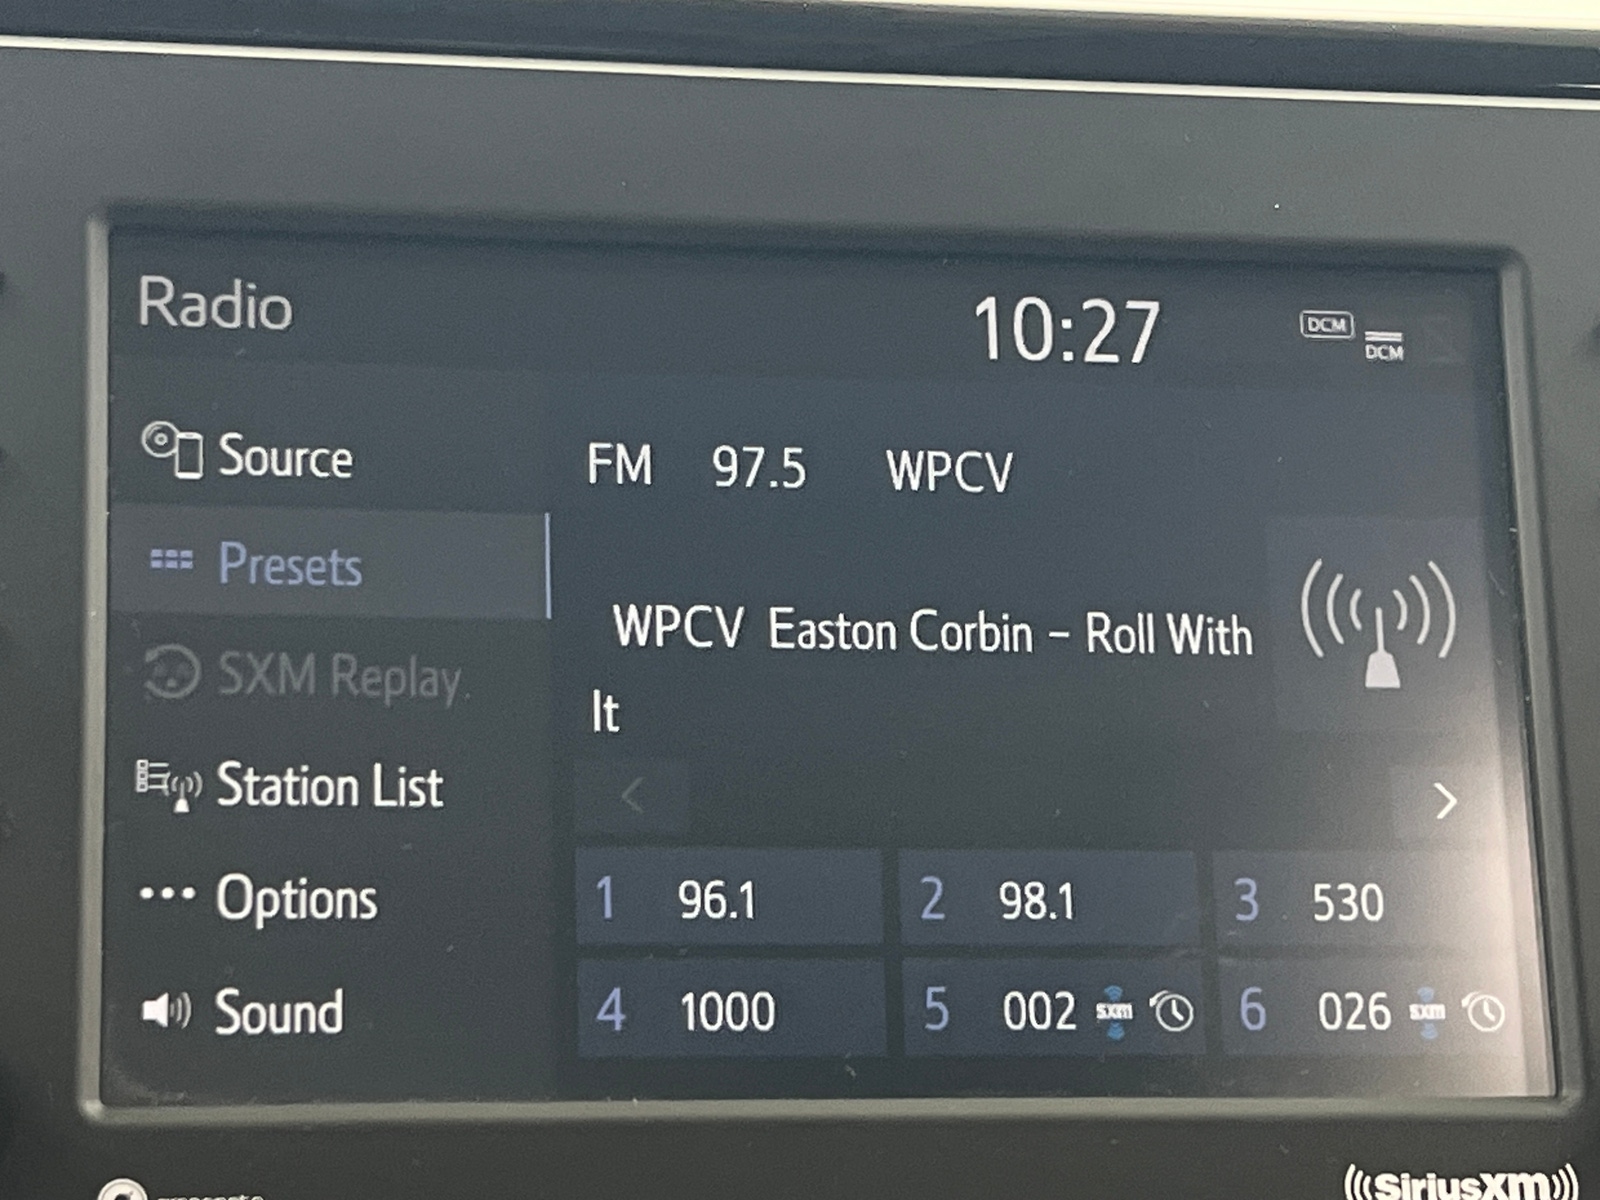 Radio
10:27
DCM
DCM
Source
FM 97.5 WPCV
Presets
WPCV Easton Corbin – Roll With
It
SXM Replay
Station List
< >
Options
1 96.1
2 98.1
3 530
Sound
4 1000
5 002 sxm
6 026 sxm
((SiriusXM))